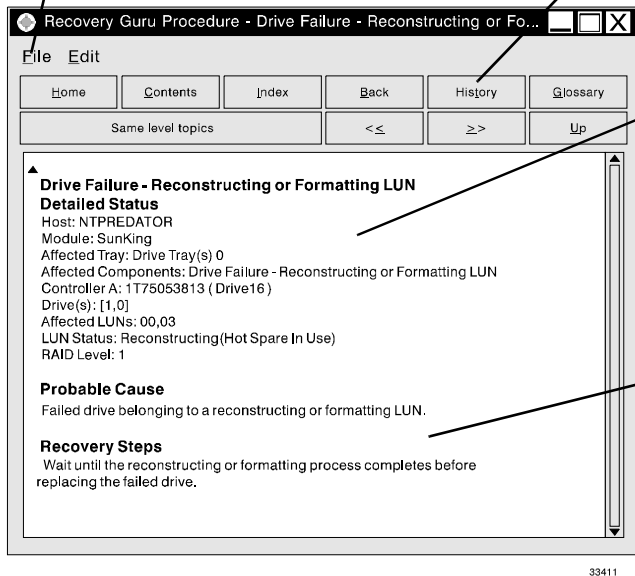 Recovery Guru Procedure - Drive Failure - Reconstructing or Fo...
File Edit
Home Contents Index Back History Glossary
Same level topics << >> Up
Drive Failure - Reconstructing or Formatting LUN
Detailed Status
Host: NTPREDATOR
Module: SunKing
Affected Tray: Drive Tray(s) 0
Affected Components: Drive Failure - Reconstructing or Formatting LUN
Controller A: 1T75053813 ( Drive16 )
Drive(s): [1,0]
Affected LUNs: 00,03
LUN Status: Reconstructing(Hot Spare In Use)
RAID Level: 1
Probable Cause
Failed drive belonging to a reconstructing or formatting LUN.
Recovery Steps
Wait until the reconstructing or formatting process completes before
replacing the failed drive.
33411